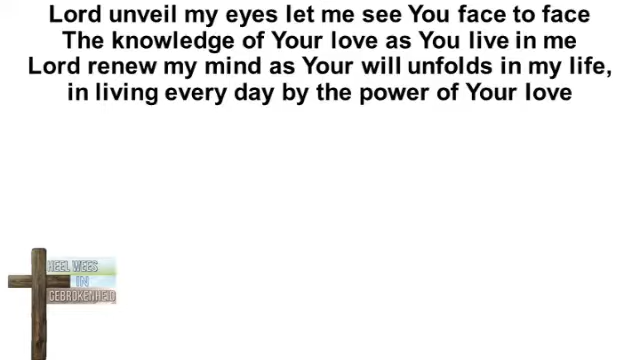 Lord unveil my eyes let me see You face to face
The knowledge of Your love as You live in me
Lord renew my mind as Your will unfolds in my life,
in living every day by the power of Your love
HEEL WEES
IN
GEBROKENHEID